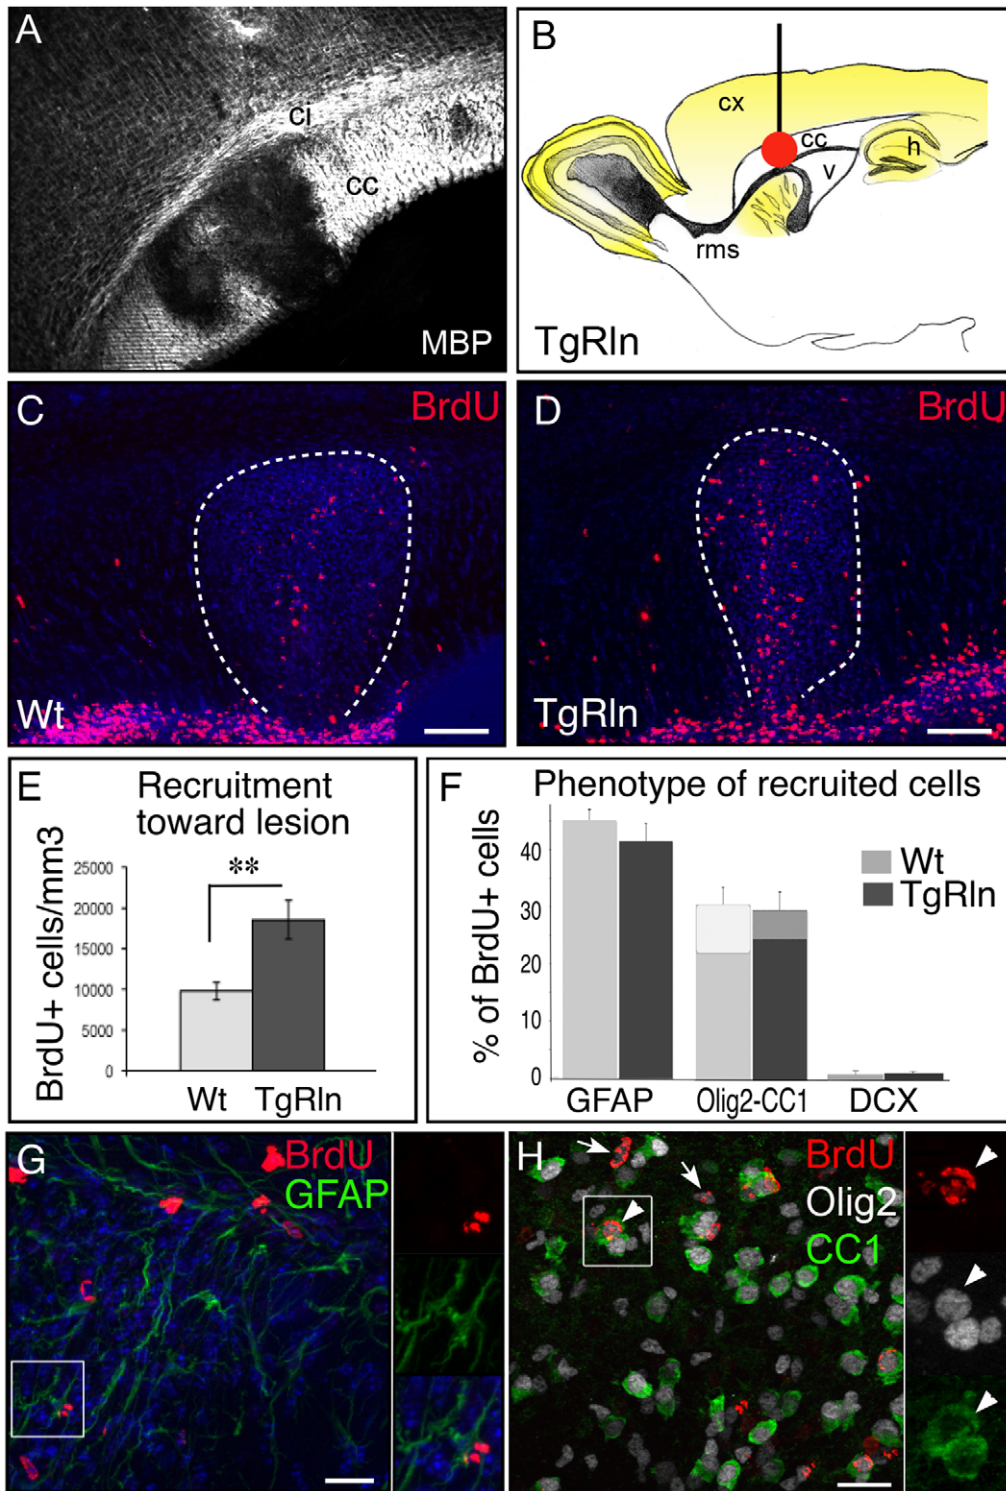 A
ci
cc
MBP
B
cx
cc
v
h
rms
TgRln
C
BrdU
Wt
D
BrdU
TgRln
E
Recruitment
toward lesion
BrdU+ cells/mm3
25000
20000
15000
10000
5000
0
**
Wt
TgRln
F
Phenotype of recruited cells
% of BrdU+ cells
40
30
20
10
0
Wt
TgRln
GFAP
Olig2-CC1
DCX
G
BrdU
GFAP
H
BrdU
Olig2
CC1